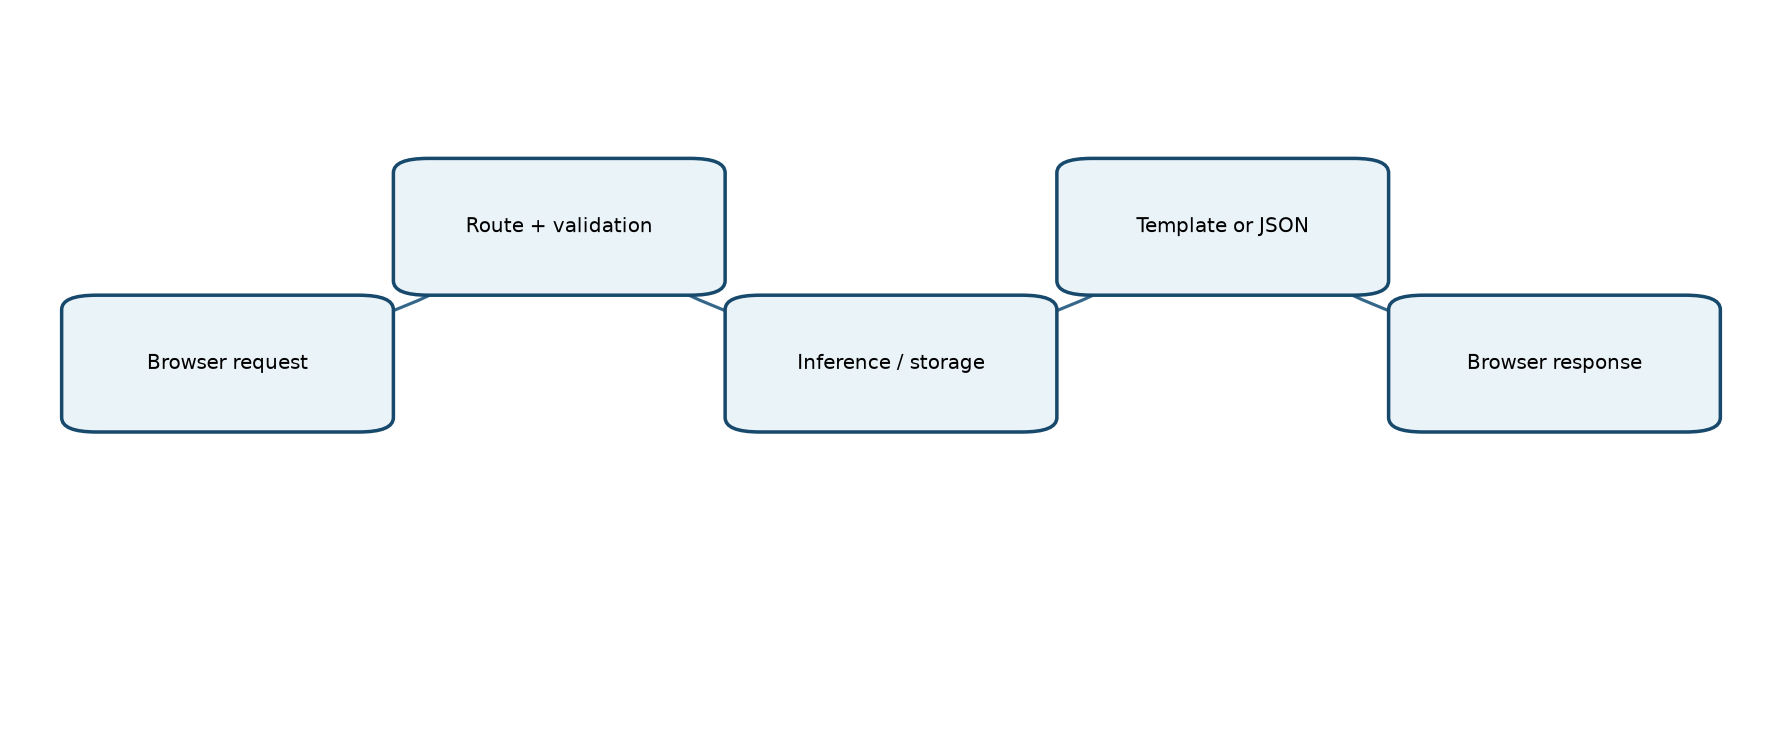 Browser request
Route + validation
Inference / storage
Template or JSON
Browser response